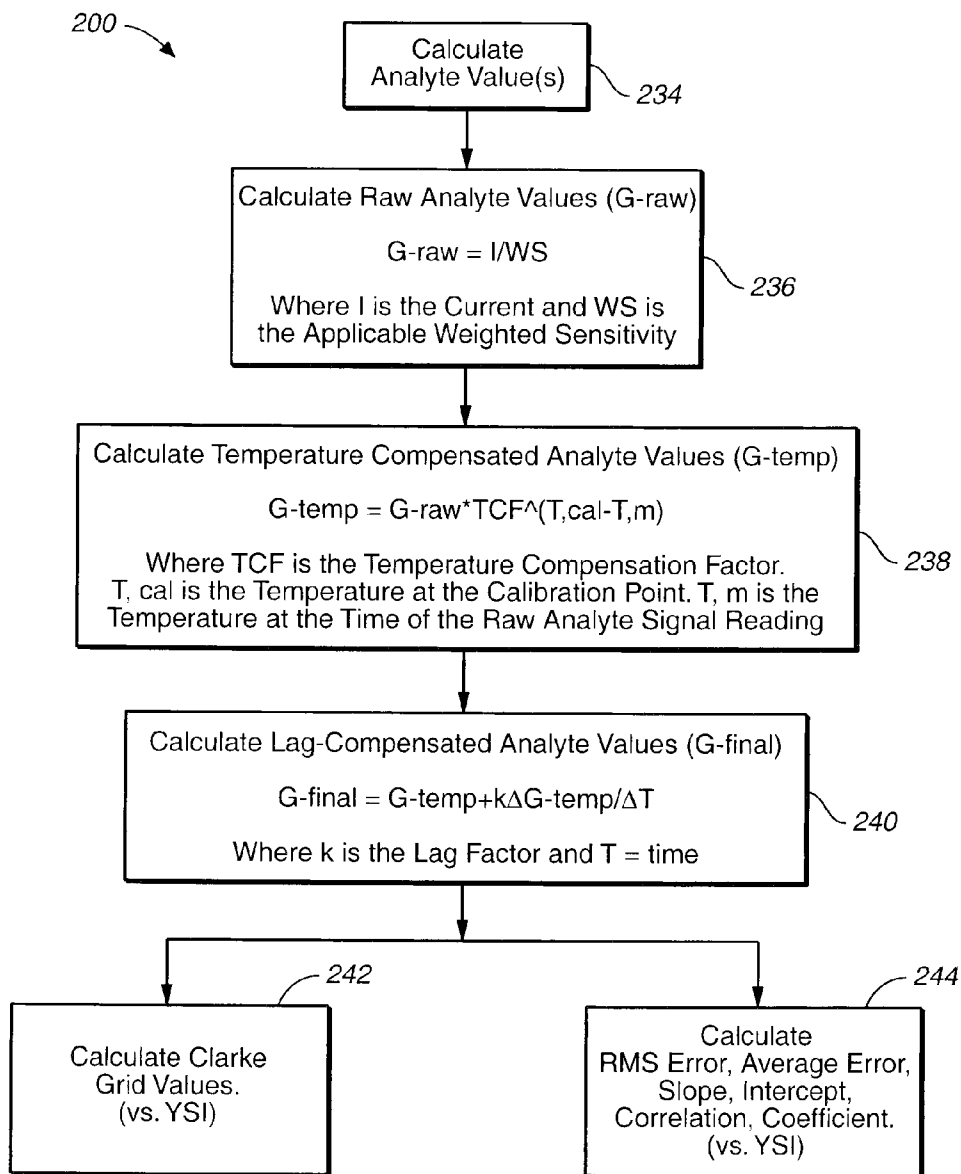 200
Calculate
Analyte Value(s)
234
Calculate Raw Analyte Values (G-raw)
G-raw = I/WS
Where I is the Current and WS is
the Applicable Weighted Sensitivity
236
Calculate Temperature Compensated Analyte Values (G-temp)
G-temp = G-raw*TCF^(T,cal-T,m)
Where TCF is the Temperature Compensation Factor.
T, cal is the Temperature at the Calibration Point. T, m is the
Temperature at the Time of the Raw Analyte Signal Reading
238
Calculate Lag-Compensated Analyte Values (G-final)
G-final = G-temp+kΔG-temp/ΔT
Where k is the Lag Factor and T = time
240
242
Calculate Clarke
Grid Values.
(vs. YSI)
244
Calculate
RMS Error, Average Error,
Slope, Intercept,
Correlation, Coefficient.
(vs. YSI)